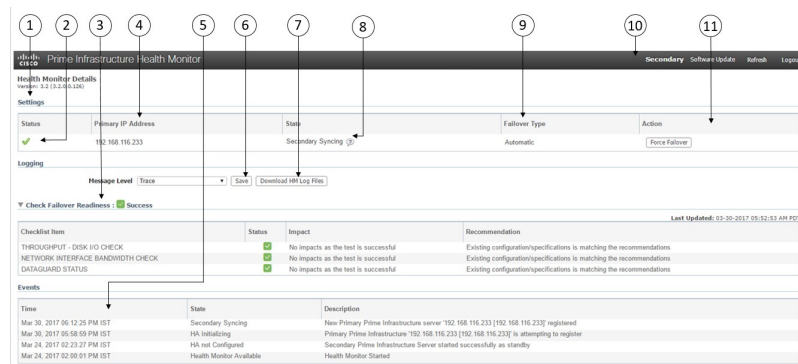 1 2 3 4 5 6 7 8 9 10 11
CISCO Prime Infrastructure Health Monitor Secondary Software Update Refresh Logou
Health Monitor Details
Version: 3.2 (3.2.0.0.126)
Settings
Status Primary IP Address State Failover Type Action
192.168.116.233 Secondary Syncing ? Automatic Force Failover
Logging
Message Level Trace Save Download HM Log Files
Check Failover Readiness : Success
Last Updated: 03-30-2017 05:52:53 AM PD
Checklist Item Status Impact Recommendation
THROUGHPUT - DISK I/O CHECK No impacts as the test is successful Existing configuration/specifications is matching the recommendations
NETWORK INTERFACE BANDWIDTH CHECK No impacts as the test is successful Existing configuration/specifications is matching the recommendations
DATAGUARD STATUS No impacts as the test is successful Existing configuration/specifications is matching the recommendations
Events
Time State Description
Mar 30, 2017 06:12:25 PM IST Secondary Syncing New Primary Prime Infrastructure server '192.168.116.233 [192.168.116.233]' registered
Mar 30, 2017 05:58:59 PM IST HA Initializing Primary Prime Infrastructure '192.168.116.233 [192.168.116.233]' is attempting to register
Mar 24, 2017 02:23:27 PM IST HA not Configured Secondary Prime Infrastructure Server started successfully as standby
Mar 24, 2017 02:00:01 PM IST Health Monitor Available Health Monitor Started